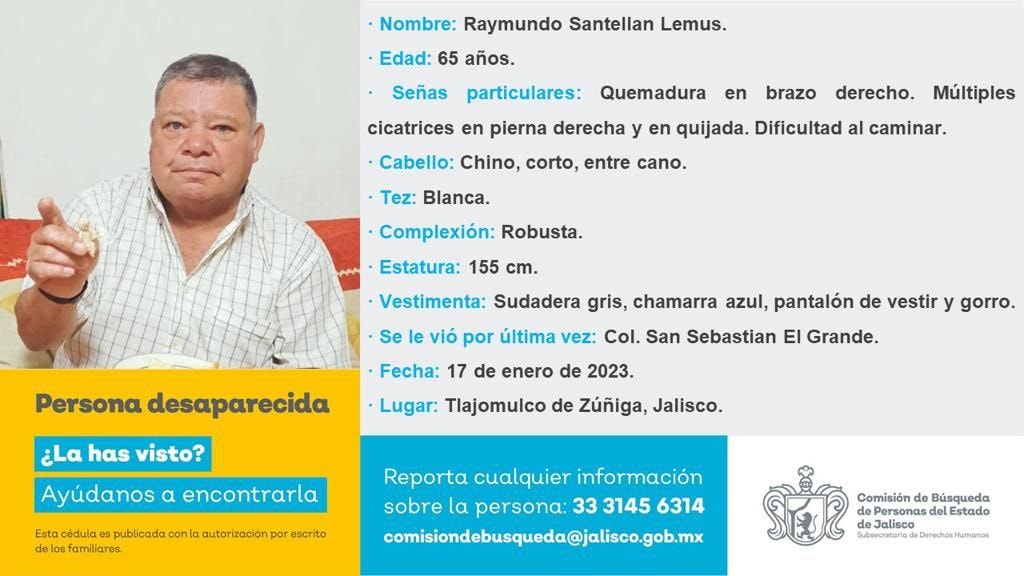 · Nombre: Raymundo Santellan Lemus.
· Edad: 65 años.
· Señas particulares: Quemadura en brazo derecho. Múltiples
cicatrices en pierna derecha y en quijada. Dificultad al caminar.
· Cabello: Chino, corto, entre cano.
· Tez: Blanca.
· Complexión: Robusta.
· Estatura: 155 cm.
· Vestimenta: Sudadera gris, chamarra azul, pantalón de vestir y gorro.
· Se le vió por última vez: Col. San Sebastian El Grande.
· Fecha: 17 de enero de 2023.
· Lugar: Tlajomulco de Zúñiga, Jalisco.
Persona desaparecida
¿La has visto?
Ayúdanos a encontrarla
Esta cédula es publicada con la autorización por escrito
de los familiares.
Reporta cualquier información
sobre la persona: 33 3145 6314
comisiondebusqueda@jalisco.gob.mx
Comisión de Búsqueda
de Personas del Estado
de Jalisco
Subsecretaría de Derechos Humanos